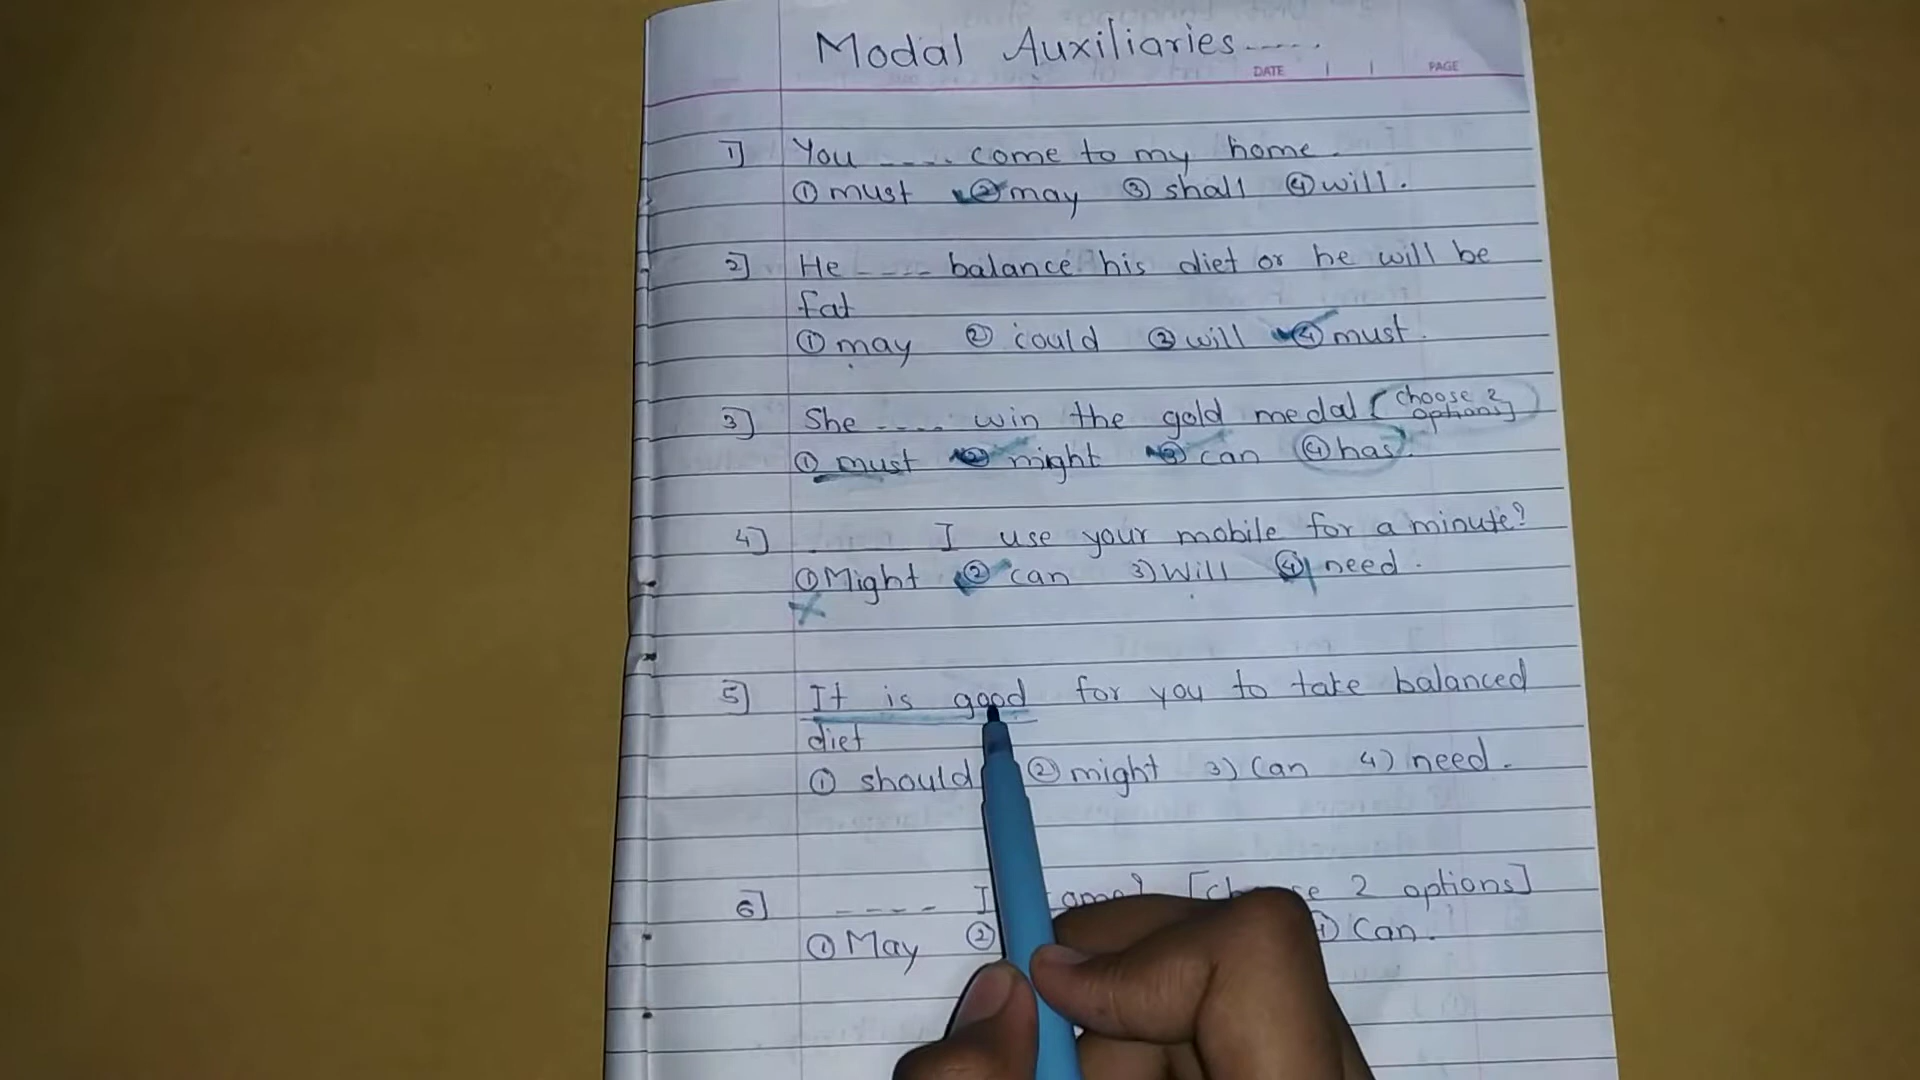 Modal Auxiliaries-----.
DATE | | PAGE
1] You ---- come to my home.
① must ② may ③ shall ④ will.
2] He ---- balance his diet or he will be
fat
① may ② could ③ will ④ must.
3] She ---- win the gold medal [choose 2
options]
① must ② might ③ can ④ has.
4] ----- I use your mobile for a minute?
① Might ② can 3) Will ④ need.
5] It is good for you to take balanced
diet
① should ② might 3) Can 4) need.
6] ---- I 2 options]
① May ② Can.